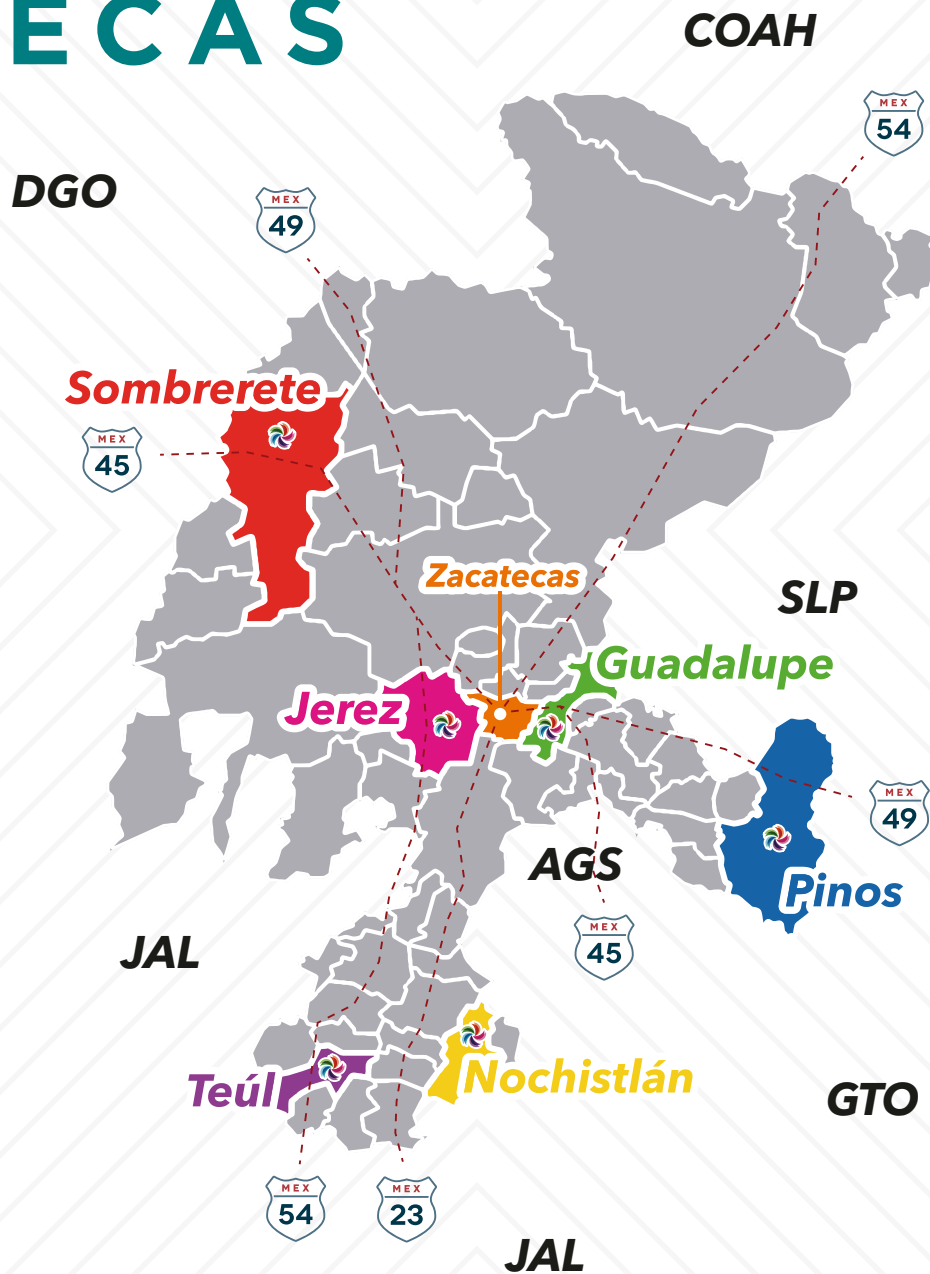 ECAS
COAH
MEX
54
DGO
MEX
49
Sombrerete
MEX
45
Zacatecas
SLP
Guadalupe
Jerez
MEX
49
AGS
Pinos
MEX
45
JAL
Nochistlán
Teúl
GTO
MEX
54
MEX
23
JAL